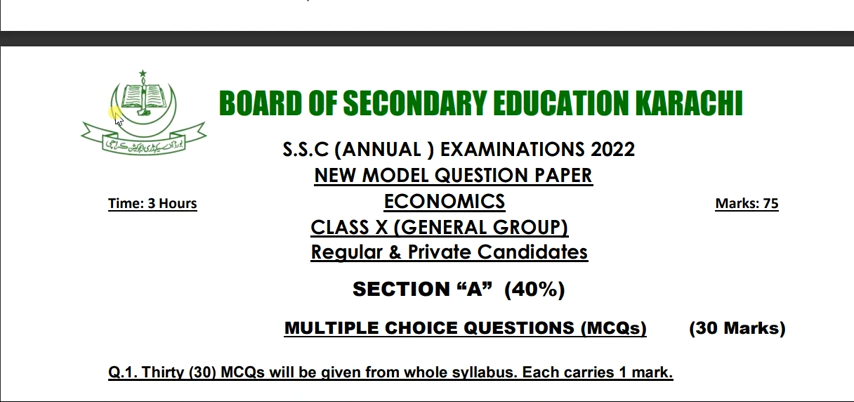 BOARD OF SECONDARY EDUCATION KARACHI
S.S.C (ANNUAL ) EXAMINATIONS 2022
NEW MODEL QUESTION PAPER
Time: 3 Hours ECONOMICS Marks: 75
CLASS X (GENERAL GROUP)
Regular & Private Candidates
SECTION “A” (40%)
MULTIPLE CHOICE QUESTIONS (MCQs) (30 Marks)
Q.1. Thirty (30) MCQs will be given from whole syllabus. Each carries 1 mark.